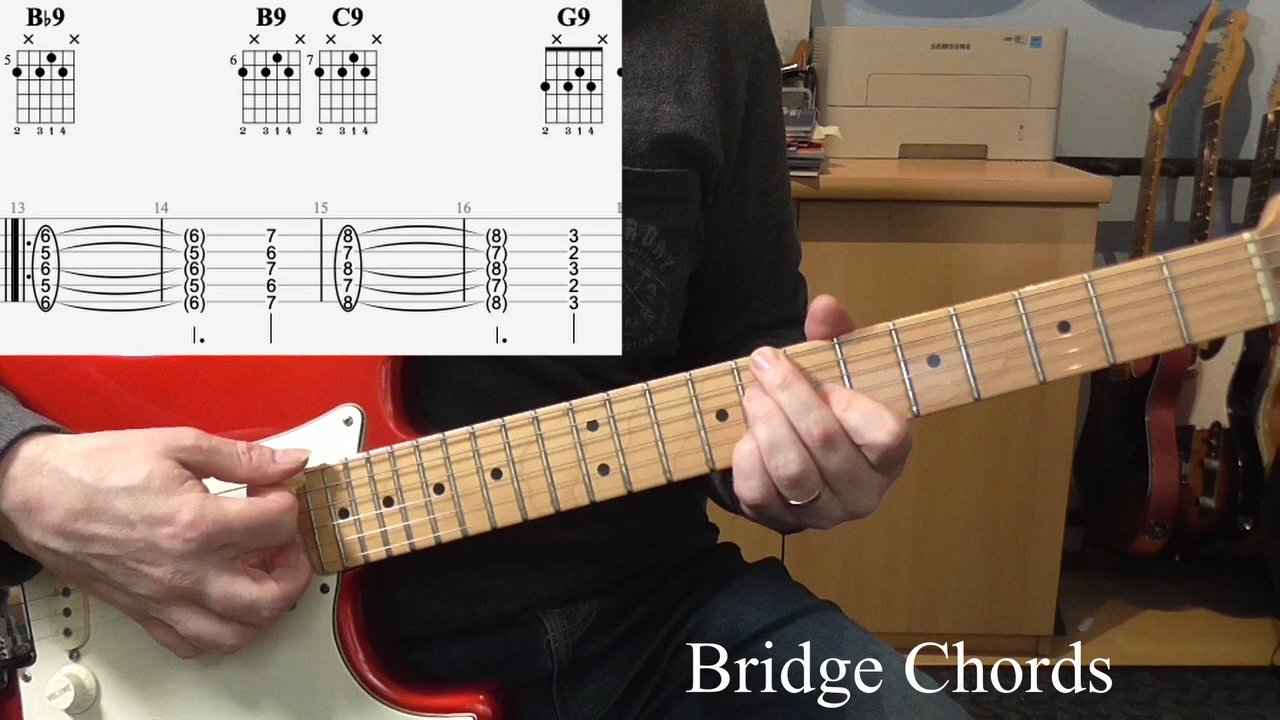 B♭9 B9 C9 G9
× × × × × × × ×
5 6 7
2 3 1 4 2 3 1 4 2 3 1 4 2 3 1 4
13 14 15 16
6 (6) 7 8 (8) 3
5 (5) 6 7 (7) 2
6 (6) 7 8 (8) 3
5 (5) 6 7 (7) 2
6 (6) 7 8 (8) 3
SAMSUNG
VOLUME
Bridge Chords